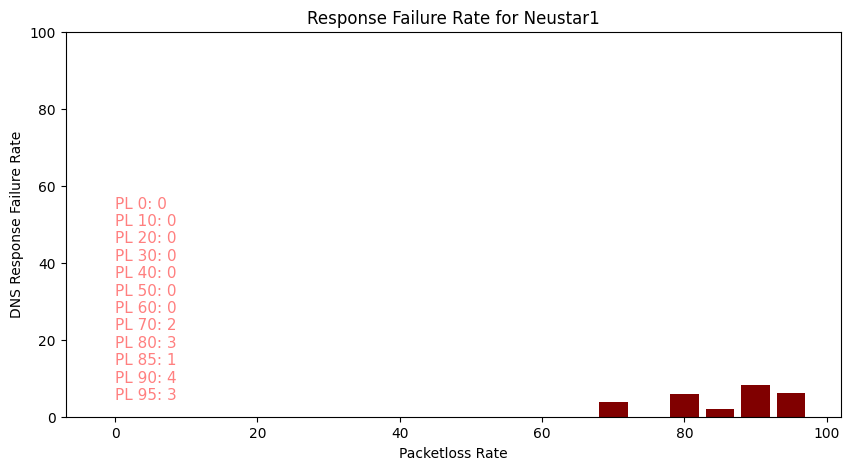 Response Failure Rate for Neustar1
100
80
60
40
20
0
DNS Response Failure Rate
PL 0: 0
PL 10: 0
PL 20: 0
PL 30: 0
PL 40: 0
PL 50: 0
PL 60: 0
PL 70: 2
PL 80: 3
PL 85: 1
PL 90: 4
PL 95: 3
0 20 40 60 80 100
Packetloss Rate